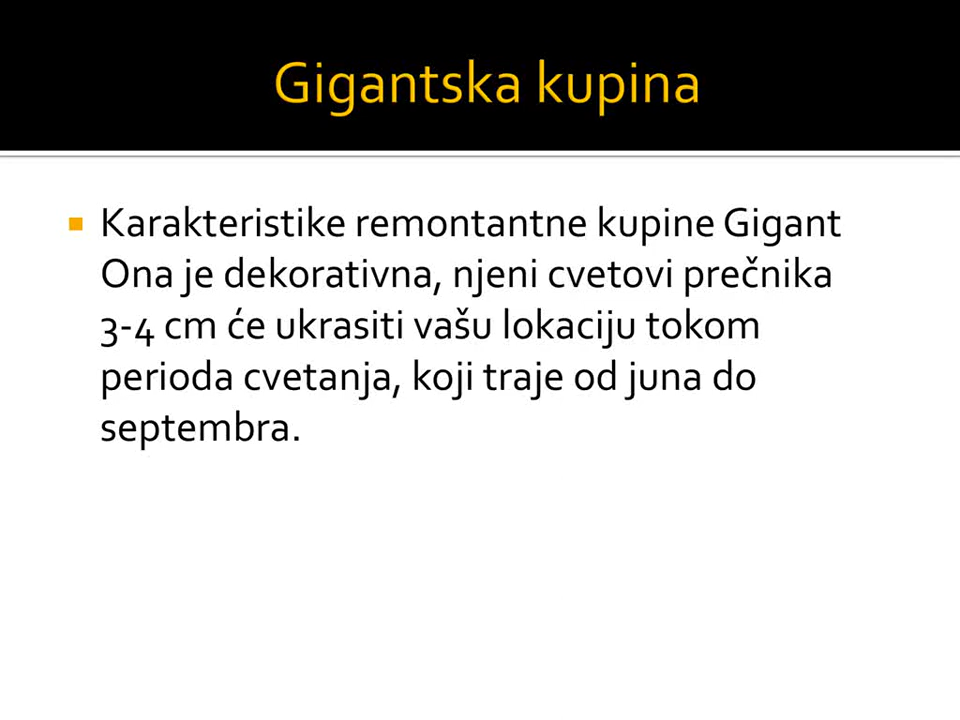 Gigantska kupina
Karakteristike remontantne kupine Gigant
Ona je dekorativna, njeni cvetovi prečnika
3-4 cm će ukrasiti vašu lokaciju tokom
perioda cvetanja, koji traje od juna do
septembra.